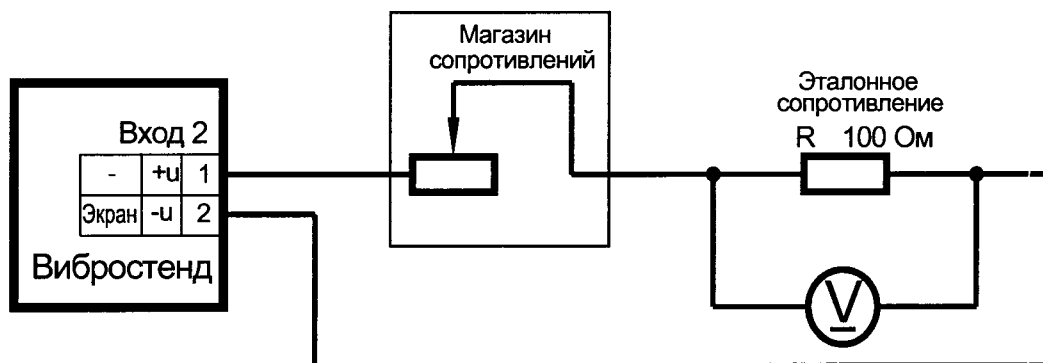 Магазин
сопротивлений
Эталонное
сопротивление
R 100 Ом
Вход 2
- +u 1
Экран -u 2
Вибростенд
V